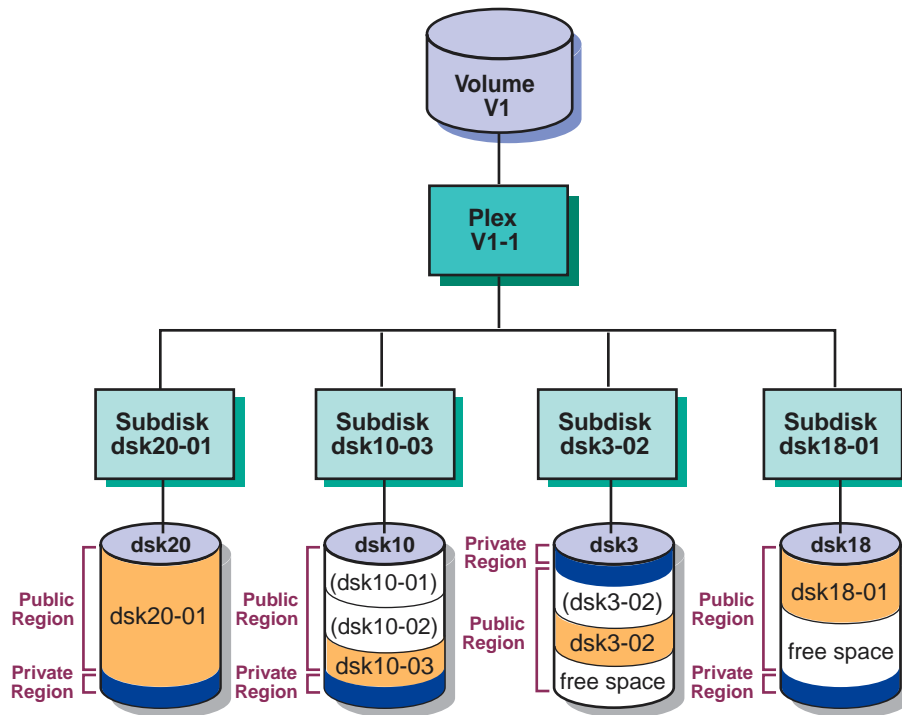 Volume
V1
Plex
V1-1
Subdisk
dsk20-01
Subdisk
dsk10-03
Subdisk
dsk3-02
Subdisk
dsk18-01
dsk20
Public
Region
dsk20-01
Private
Region
dsk10
Public
Region
(dsk10-01)
(dsk10-02)
dsk10-03
Private
Region
dsk3
Private
Region
Public
Region
(dsk3-02)
dsk3-02
free space
dsk18
Public
Region
dsk18-01
free space
Private
Region